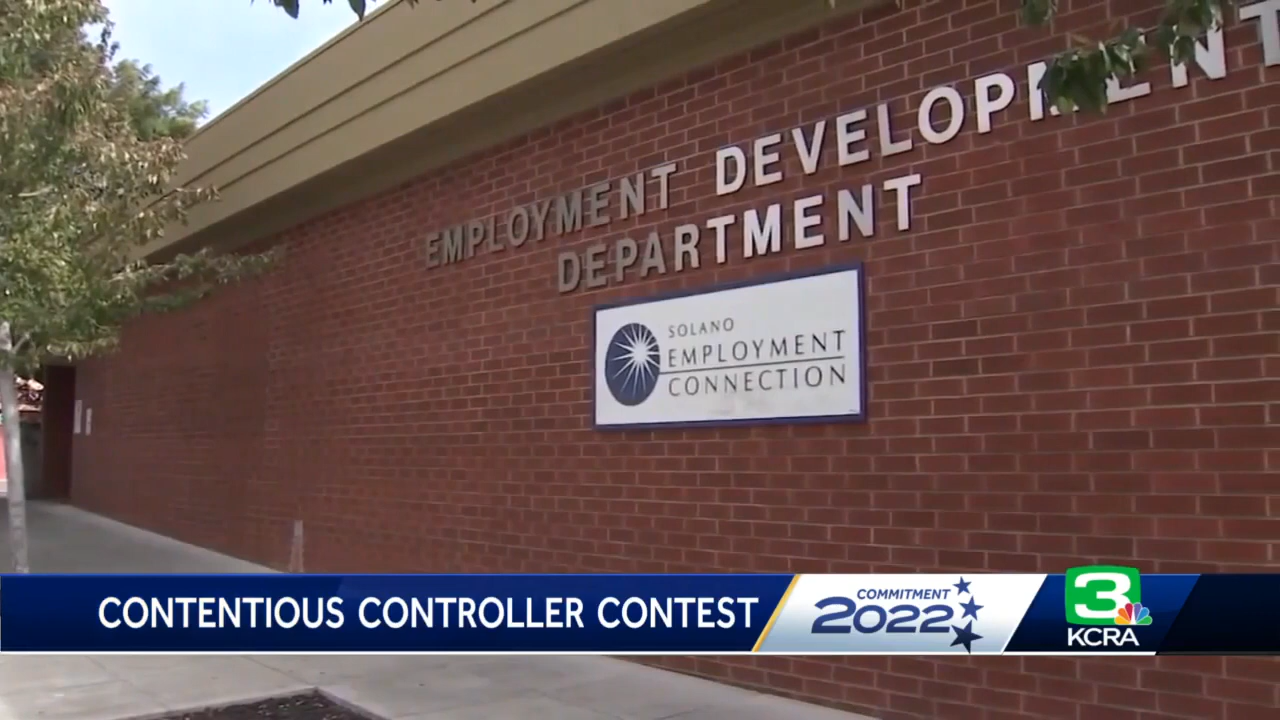 EMPLOYMENT DEVELOPMENT
DEPARTMENT
SOLANO
EMPLOYMENT
CONNECTION
CONTENTIOUS CONTROLLER CONTEST
COMMITMENT
2022
3
KCRA